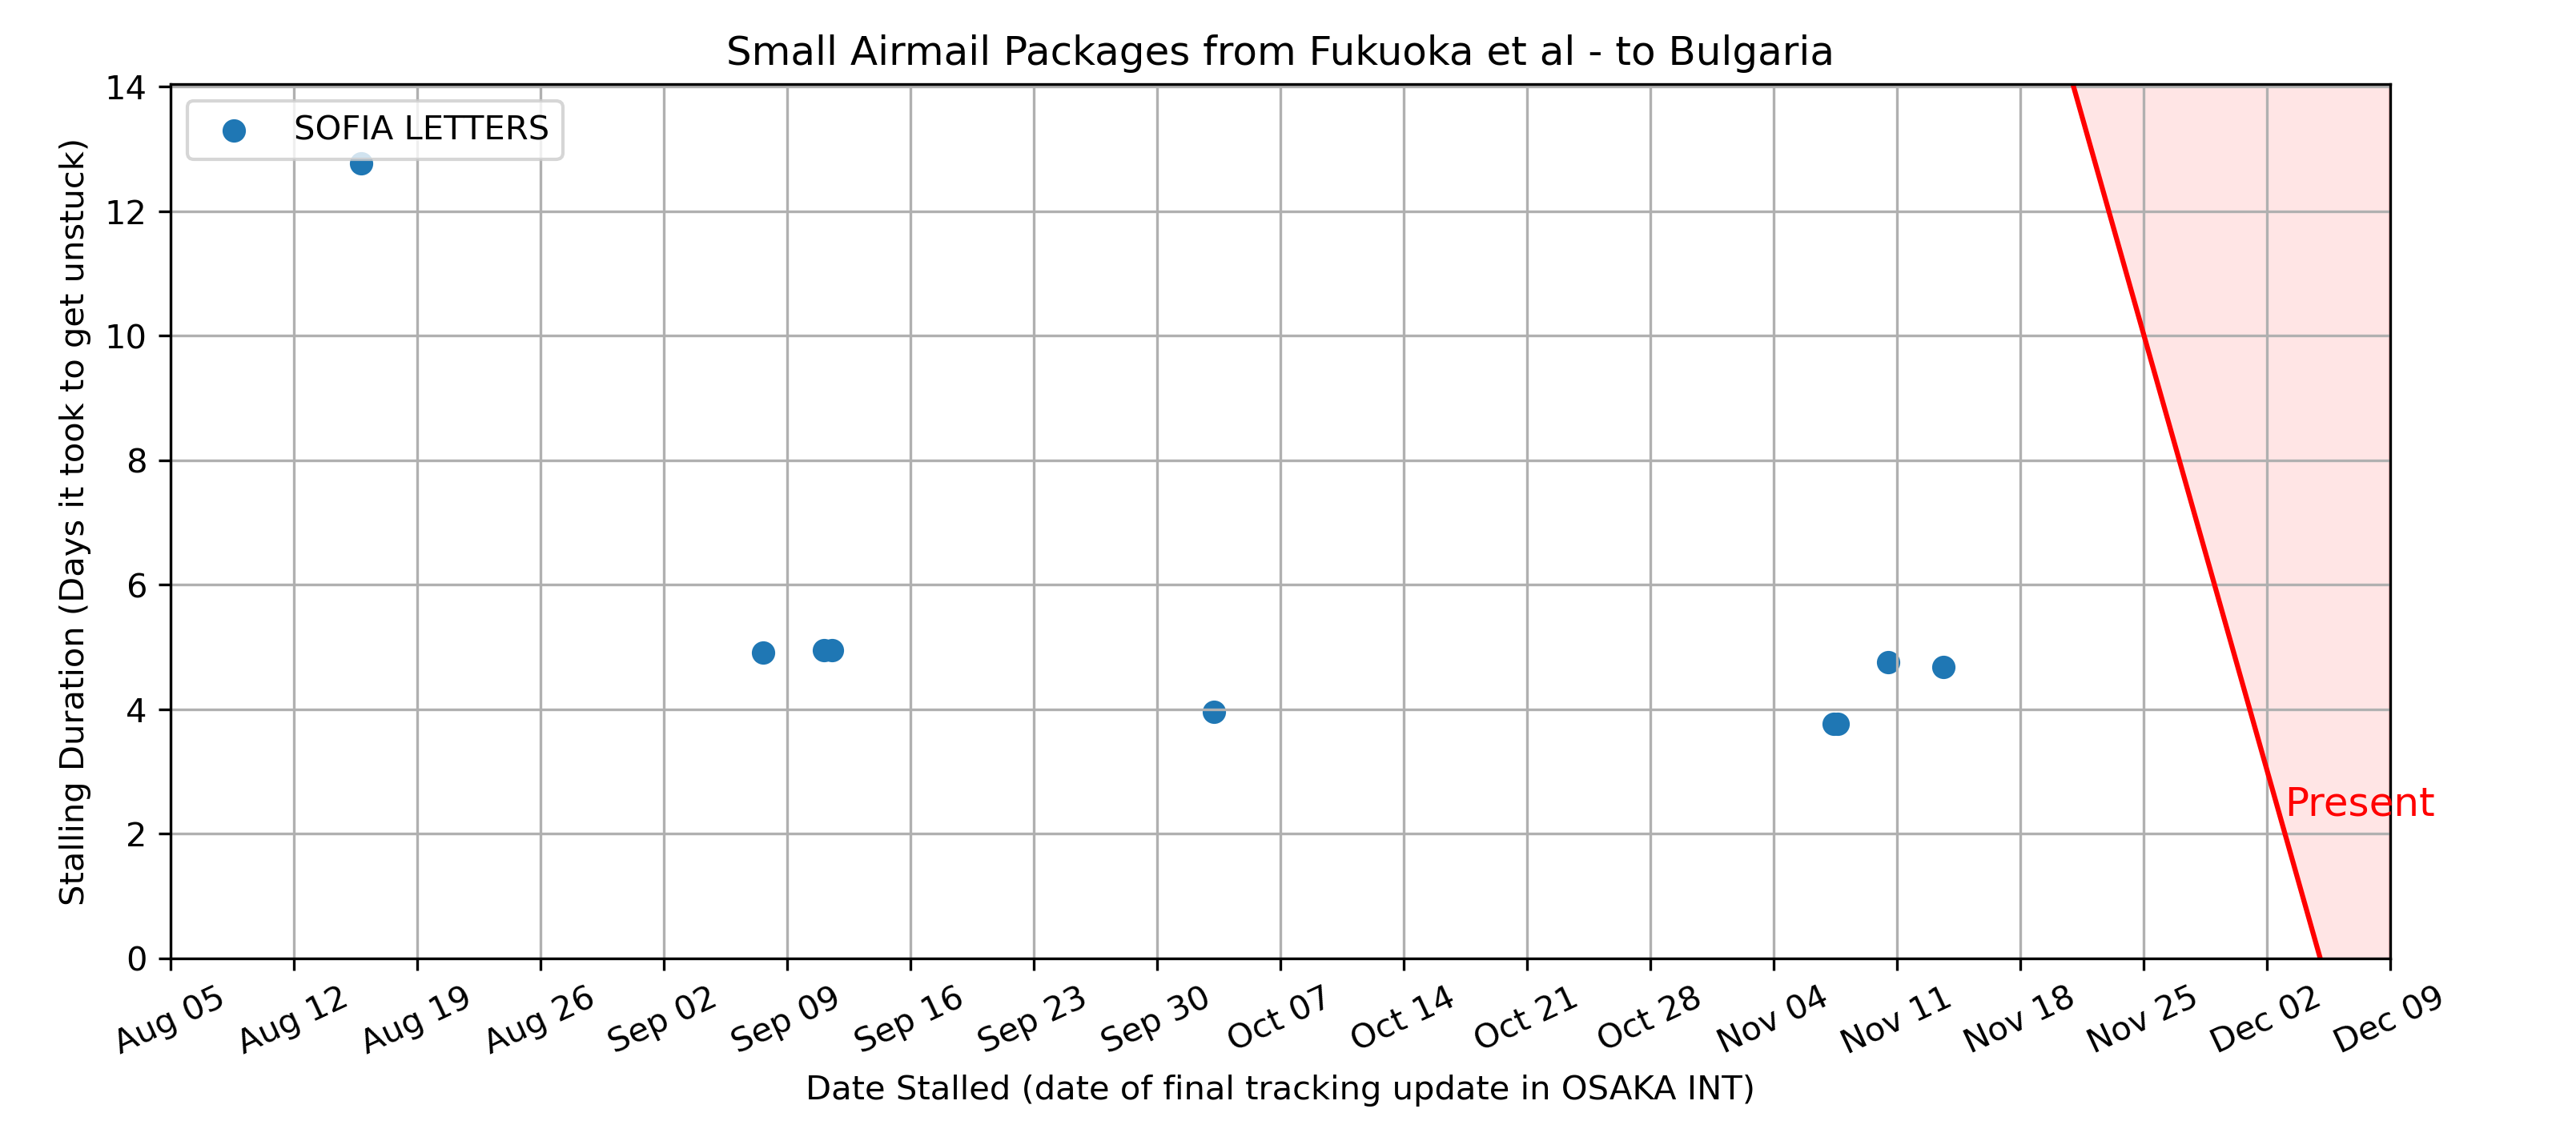 Small Airmail Packages from Fukuoka et al - to Bulgaria
SOFIA LETTERS
Stalling Duration (Days it took to get unstuck)
14
12
10
8
6
4
2
0
Present
Aug 05
Aug 12
Aug 19
Aug 26
Sep 02
Sep 09
Sep 16
Sep 23
Sep 30
Oct 07
Oct 14
Oct 21
Oct 28
Nov 04
Nov 11
Nov 18
Nov 25
Dec 02
Dec 09
Date Stalled (date of final tracking update in OSAKA INT)